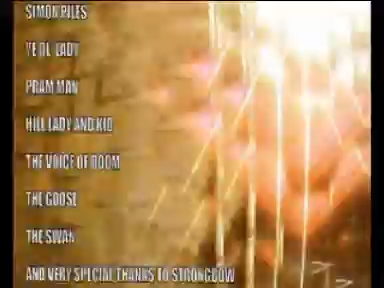 SIMON PILES
YE OL' LADY
PRAM MAN
HILL LADY AND KID
THE VOICE OF DOOM
THE GOOSE
THE SWAN
AND VERY SPECIAL THANKS TO STRONGBOW